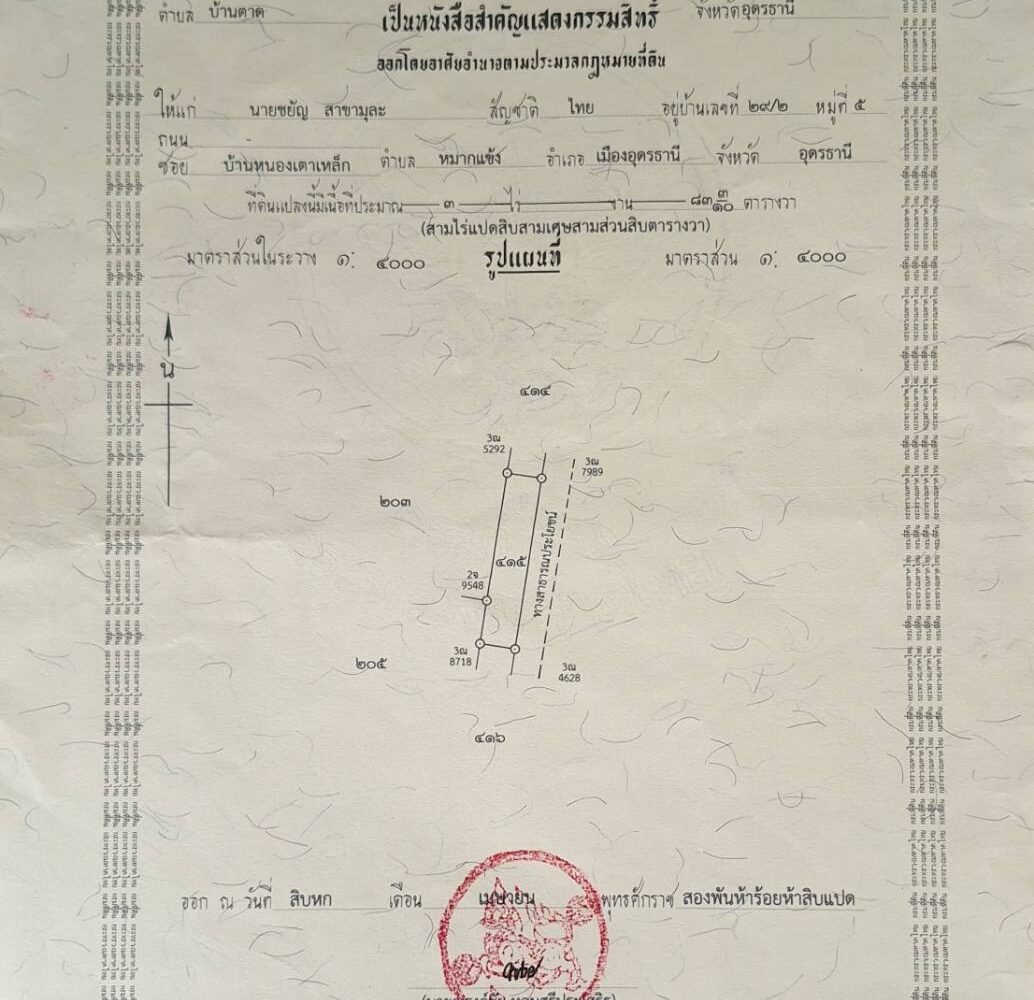 ตำบล บ้านตาด เป็นหนังสือสำคัญแสดงกรรมสิทธิ์ จังหวัด อุดรธานี
ออกโดยอาศัยอำนาจตามประมวลกฎหมายที่ดิน
ให้แก่ นายชยัญ สาขามุละ สัญชาติ ไทย อยู่บ้านเลขที่ ๒๙/๒ หมู่ที่ ๕
ถนน -
ซอย บ้านหนองเตาเหล็ก ตำบล หมากแข้ง อำเภอ เมืองอุดรธานี จังหวัด อุดรธานี
ที่ดินแปลงนี้มีเนื้อที่ประมาณ ๓ ไร่ งาน ๘๓ ๓/๑๐ ตารางวา
(สามไร่แปดสิบสามเศษสามส่วนสิบตารางวา)
มาตราส่วนในระวาง ๑: ๔๐๐๐ รูปแผนที่ มาตราส่วน ๑: ๔๐๐๐
น
๔๑๔
3ณ
5292
3ณ
7989
๒๐๓
๔๑๕
ทางสาธารณประโยชน์
2จ
9548
3ณ
8718
๒๐๕
3ณ
4628
๔๑๖
ออก ณ วันที่ สิบหก เดือน เมษายน พุทธศักราช สองพันห้าร้อยห้าสิบแปด